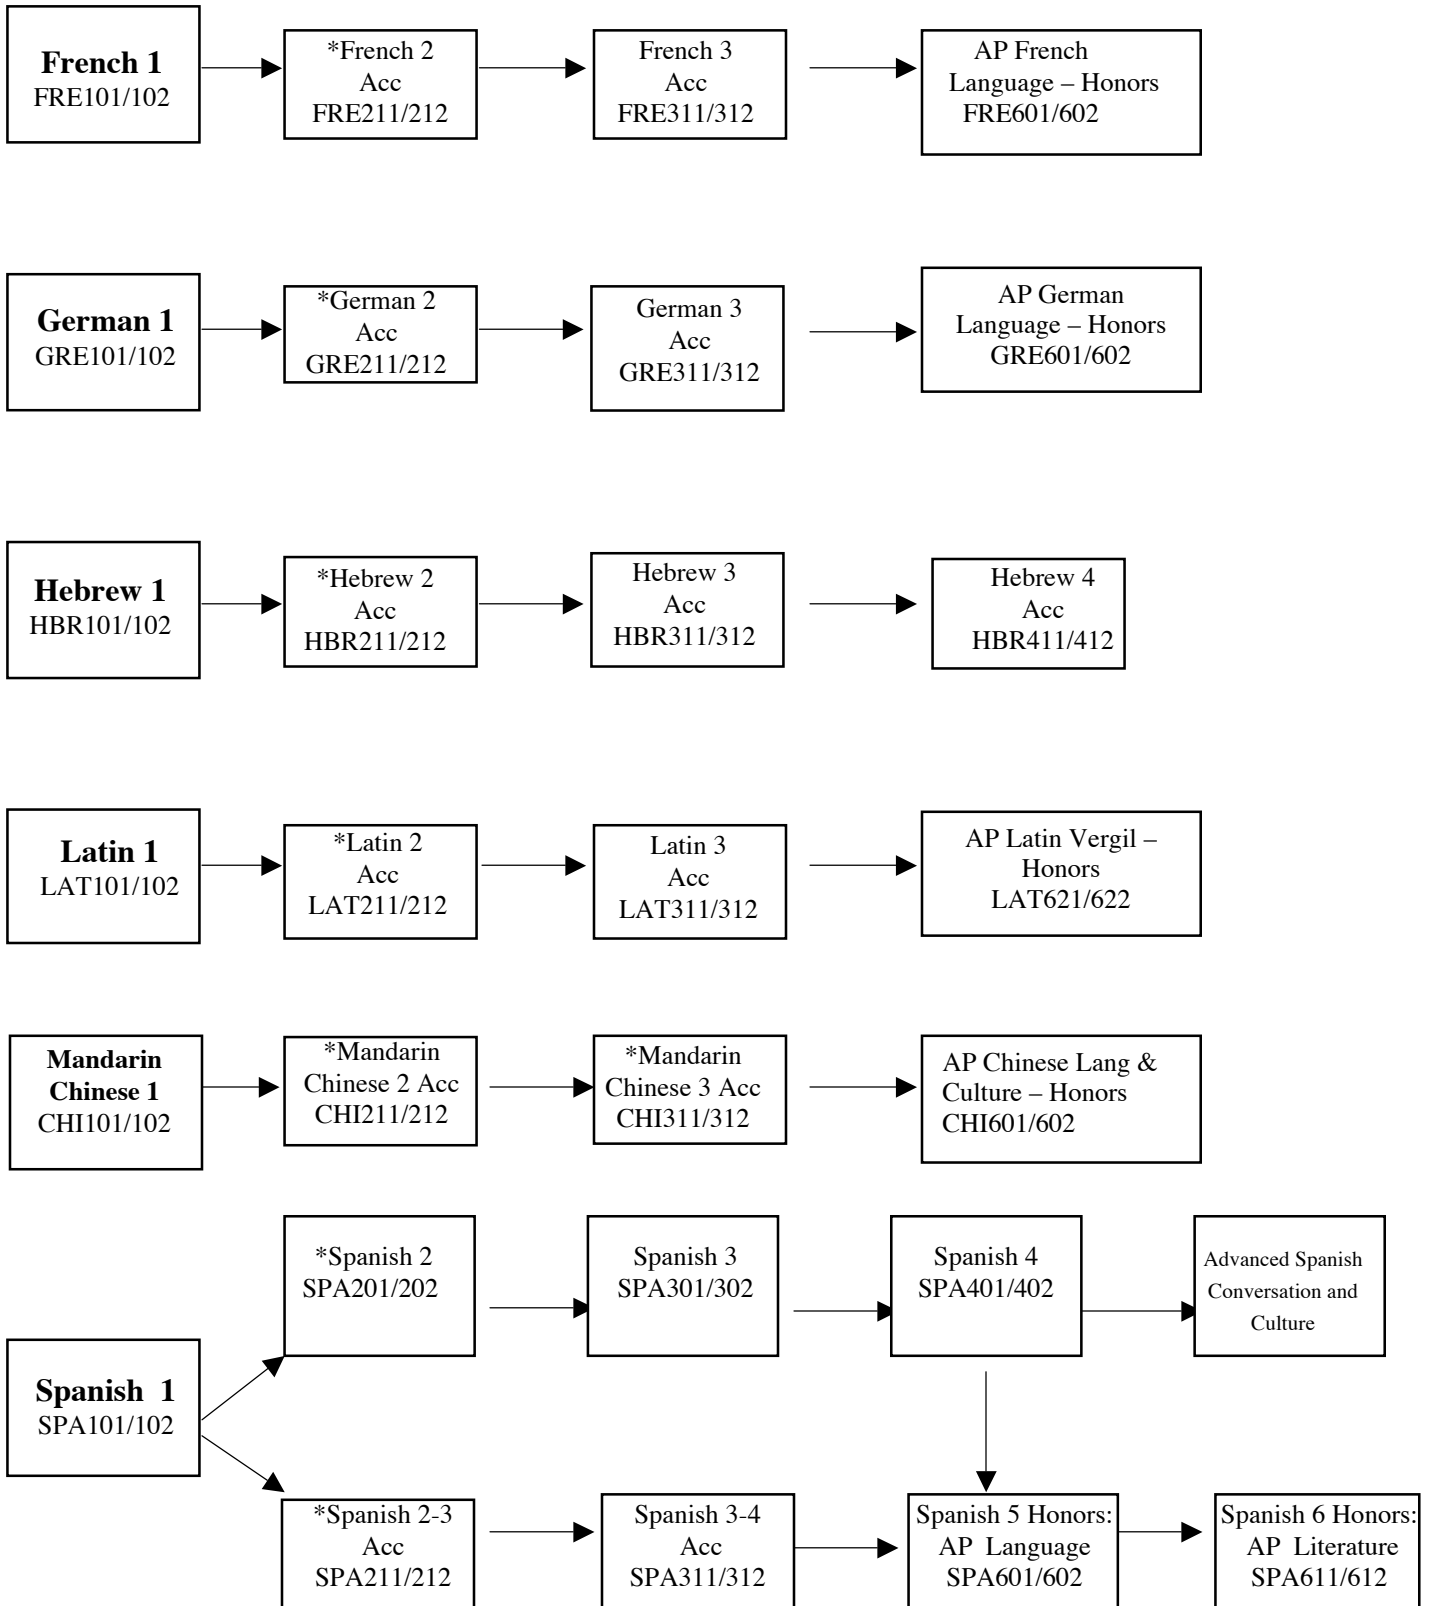 French 1
FRE101/102
*French 2
Acc
FRE211/212
French 3
Acc
FRE311/312
AP French
Language – Honors
FRE601/602
German 1
GRE101/102
*German 2
Acc
GRE211/212
German 3
Acc
GRE311/312
AP German
Language – Honors
GRE601/602
Hebrew 1
HBR101/102
*Hebrew 2
Acc
HBR211/212
Hebrew 3
Acc
HBR311/312
Hebrew 4
Acc
HBR411/412
Latin 1
LAT101/102
*Latin 2
Acc
LAT211/212
Latin 3
Acc
LAT311/312
AP Latin Vergil –
Honors
LAT621/622
Mandarin
Chinese 1
CHI101/102
*Mandarin
Chinese 2 Acc
CHI211/212
*Mandarin
Chinese 3 Acc
CHI311/312
AP Chinese Lang &
Culture – Honors
CHI601/602
*Spanish 2
SPA201/202
Spanish 3
SPA301/302
Spanish 4
SPA401/402
Advanced Spanish
Conversation and
Culture
Spanish 1
SPA101/102
*Spanish 2-3
Acc
SPA211/212
Spanish 3-4
Acc
SPA311/312
Spanish 5 Honors:
AP Language
SPA601/602
Spanish 6 Honors:
AP Literature
SPA611/612